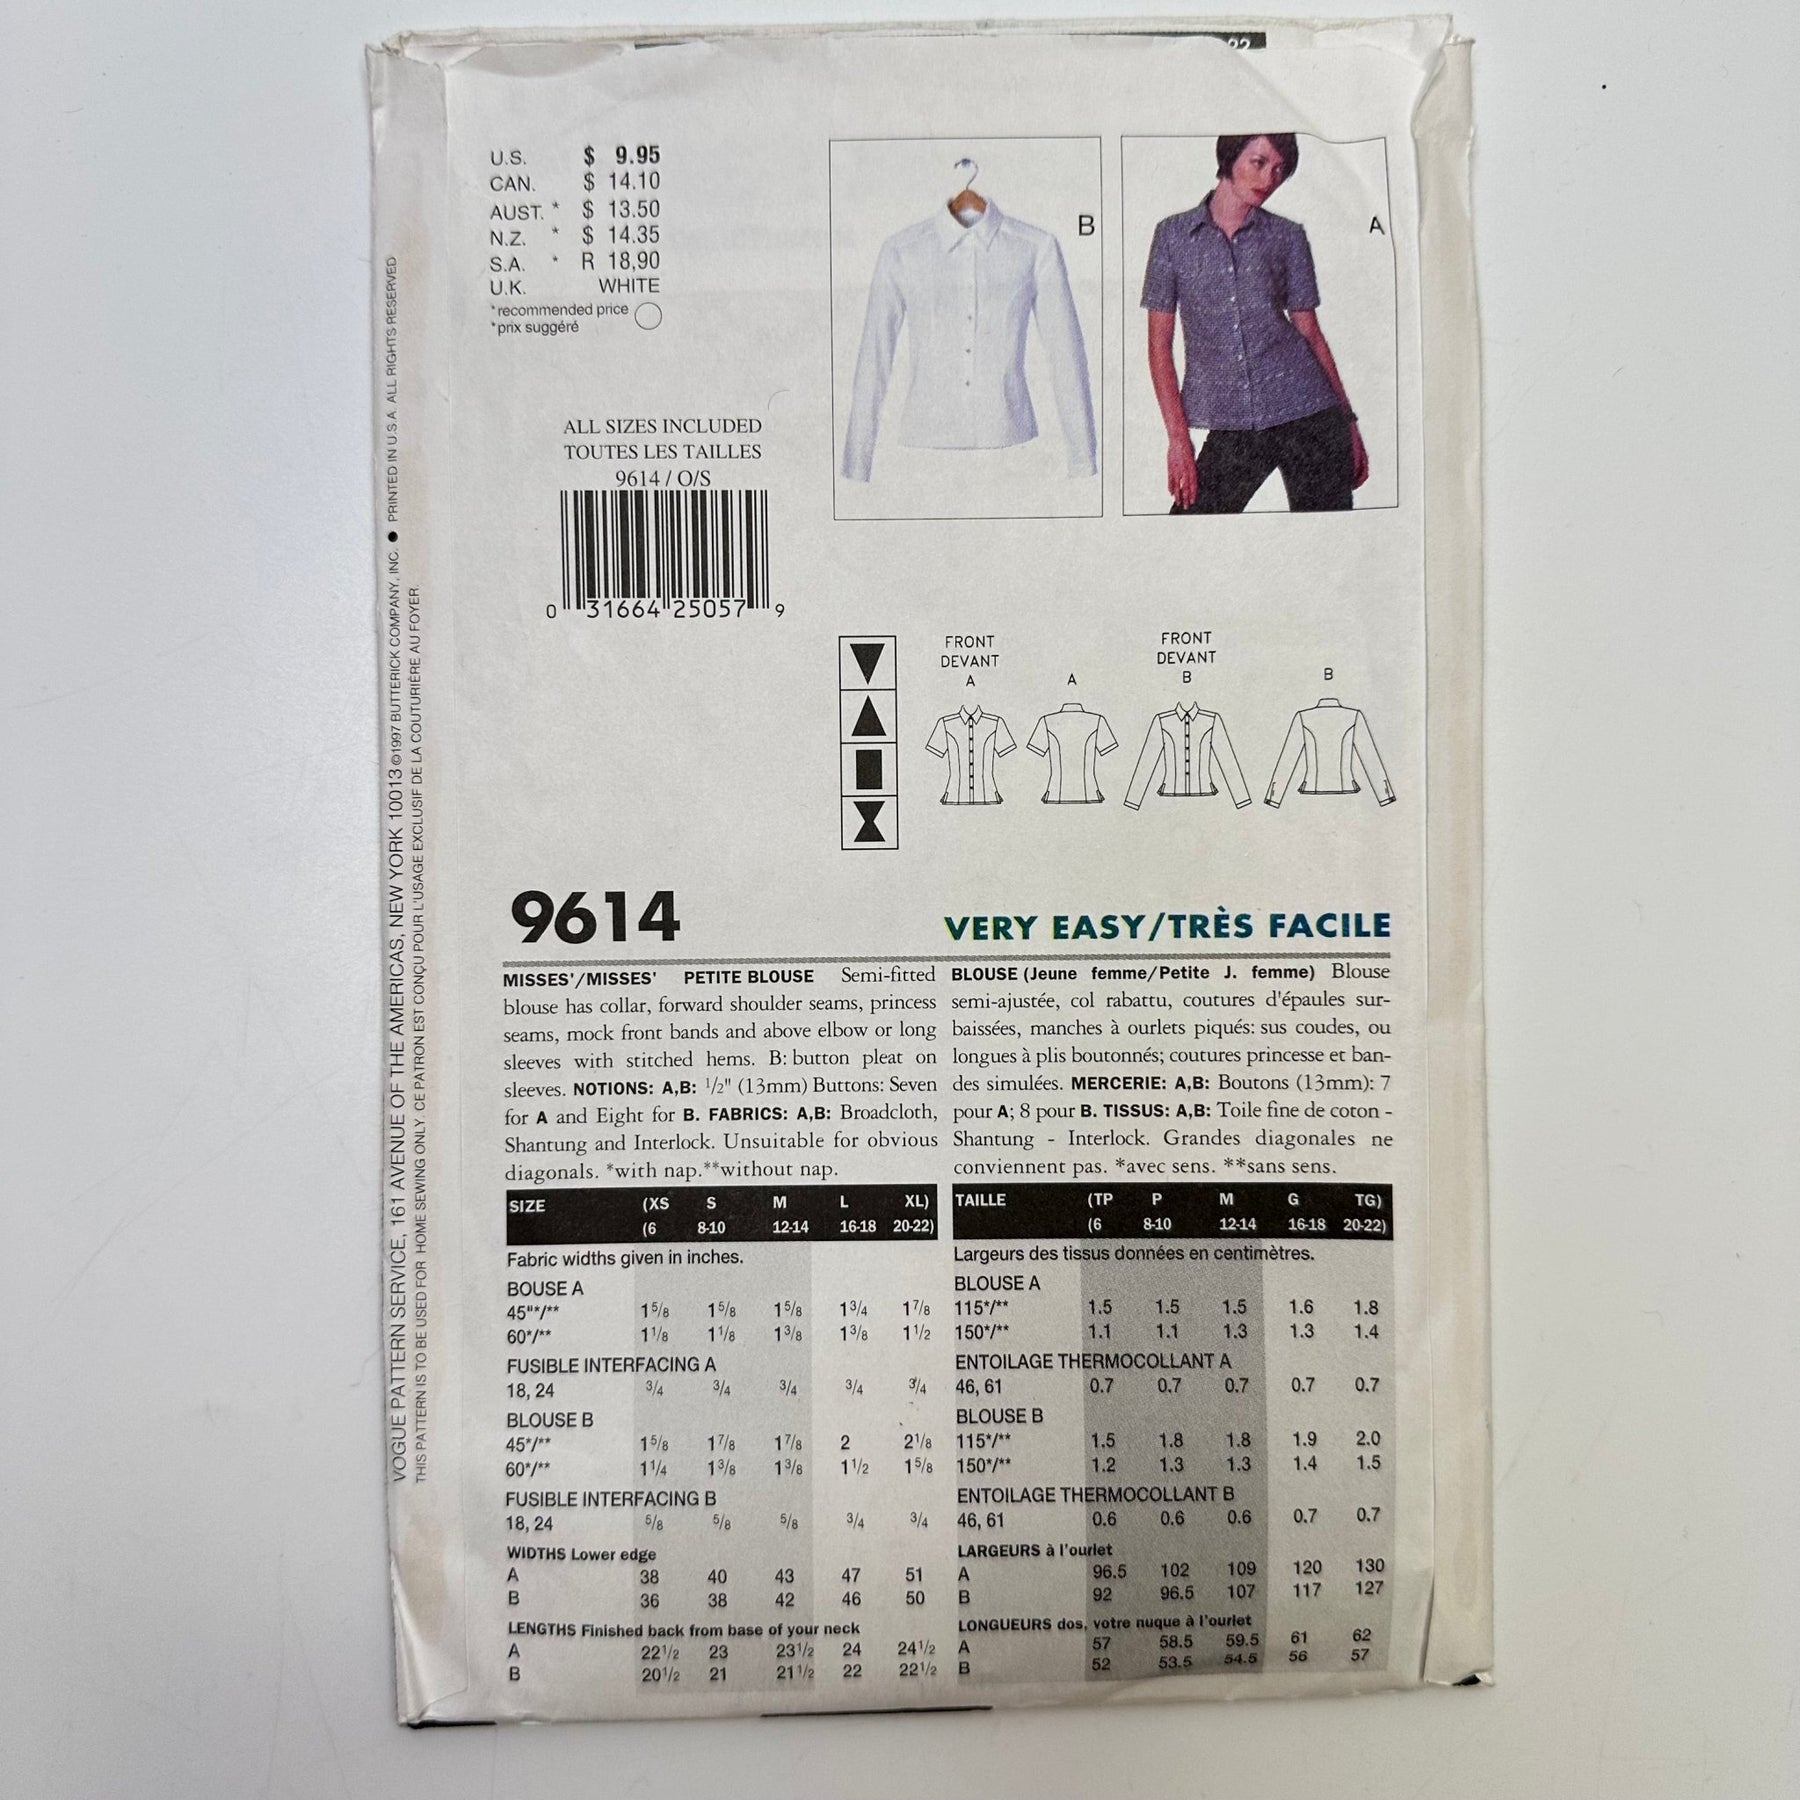 92
U.S. $ 9.95
CAN. $ 14.10
AUST. * $ 13.50
N.Z. * $ 14.35
S.A. * R 18,90
U.K. WHITE
*recommended price
*prix suggéré
B
A
ALL SIZES INCLUDED
TOUTES LES TAILLES
9614 / O/S
0 31664 25057 9
FRONT
DEVANT
A
A
FRONT
DEVANT
B
B
9614
VERY EASY/TRÈS FACILE
MISSES'/MISSES' PETITE BLOUSE Semi-fitted
blouse has collar, forward shoulder seams, princess
seams, mock front bands and above elbow or long
sleeves with stitched hems. B: button pleat on
sleeves. NOTIONS: A,B: 1/2" (13mm) Buttons: Seven
for A and Eight for B. FABRICS: A,B: Broadcloth,
Shantung and Interlock. Unsuitable for obvious
diagonals. *with nap.**without nap.
SIZE (XS S M L XL)
(6 8-10 12-14 16-18 20-22)
Fabric widths given in inches.
BOUSE A
45"*/** 1 5/8 1 5/8 1 5/8 1 3/4 1 7/8
60*/** 1 1/8 1 1/8 1 3/8 1 3/8 1 1/2
FUSIBLE INTERFACING A
18, 24 3/4 3/4 3/4 3/4 3/4
BLOUSE B
45*/** 1 5/8 1 7/8 1 7/8 2 2 1/8
60*/** 1 1/4 1 3/8 1 3/8 1 1/2 1 5/8
FUSIBLE INTERFACING B
18, 24 5/8 5/8 5/8 3/4 3/4
WIDTHS Lower edge
A 38 40 43 47 51
B 36 38 42 46 50
LENGTHS Finished back from base of your neck
A 22 1/2 23 23 1/2 24 24 1/2
B 20 1/2 21 21 1/2 22 22 1/2
BLOUSE (Jeune femme/Petite J. femme) Blouse
semi-ajustée, col rabattu, coutures d'épaules sur-
baissées, manches à ourlets piqués: sus coudes, ou
longues à plis boutonnés; coutures princesse et ban-
des simulées. MERCERIE: A,B: Boutons (13mm): 7
pour A; 8 pour B. TISSUS: A,B: Toile fine de coton -
Shantung - Interlock. Grandes diagonales ne
conviennent pas. *avec sens. **sans sens.
TAILLE (TP P M G TG)
(6 8-10 12-14 16-18 20-22)
Largeurs des tissus données en centimètres.
BLOUSE A
115*/** 1.5 1.5 1.5 1.6 1.8
150*/** 1.1 1.1 1.3 1.3 1.4
ENTOILAGE THERMOCOLLANT A
46, 61 0.7 0.7 0.7 0.7 0.7
BLOUSE B
115*/** 1.5 1.8 1.8 1.9 2.0
150*/** 1.2 1.3 1.3 1.4 1.5
ENTOILAGE THERMOCOLLANT B
46, 61 0.6 0.6 0.6 0.7 0.7
LARGEURS à l'ourlet
A 96.5 102 109 120 130
B 92 96.5 107 117 127
LONGUEURS dos, votre nuque à l'ourlet
A 57 58.5 59.5 61 62
B 52 53.5 54.5 56 57
VOGUE PATTERN SERVICE, 161 AVENUE OF THE AMERICAS, NEW YORK 10013 ©1997 BUTTERICK COMPANY, INC. ● PRINTED IN U.S.A. ALL RIGHTS RESERVED
THIS PATTERN IS TO BE USED FOR HOME SEWING ONLY. CE PATRON EST CONÇU POUR L'USAGE EXCLUSIF DE LA COUTURIÈRE AU FOYER.